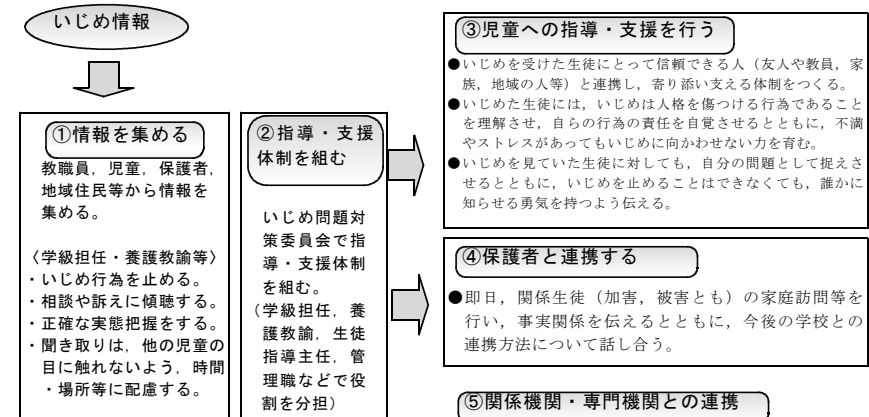 いじめ情報
①情報を集める
教職員，児童，保護者，
地域住民等から情報を
集める。
〈学級担任・養護教諭等〉
・いじめ行為を止める。
・相談や訴えに傾聴する。
・正確な実態把握をする。
・聞き取りは，他の児童の
目に触れないよう，時間
・場所等に配慮する。
②指導・支援
体制を組む
いじめ問題対
策委員会で指
導・支援体制
を組む。
（学級担任，養
護教諭，生徒
指導主任，管
理職などで役
割を分担）
③児童への指導・支援を行う
●いじめを受けた生徒にとって信頼できる人（友人や教員，家
族，地域の人等）と連携し，寄り添い支える体制をつくる。
●いじめた生徒には，いじめは人格を傷つける行為であること
を理解させ，自らの行為の責任を自覚させるとともに，不満
やストレスがあってもいじめに向かわせない力を育む。
●いじめを見ていた生徒に対しても，自分の問題として捉えさ
せるとともに，いじめを止めることはできなくても，誰かに
知らせる勇気を持つよう伝える。
④保護者と連携する
●即日，関係生徒（加害，被害とも）の家庭訪問等を
行い，事実関係を伝えるとともに，今後の学校との
連携方法について話し合う。
⑤関係機関・専門機関との連携